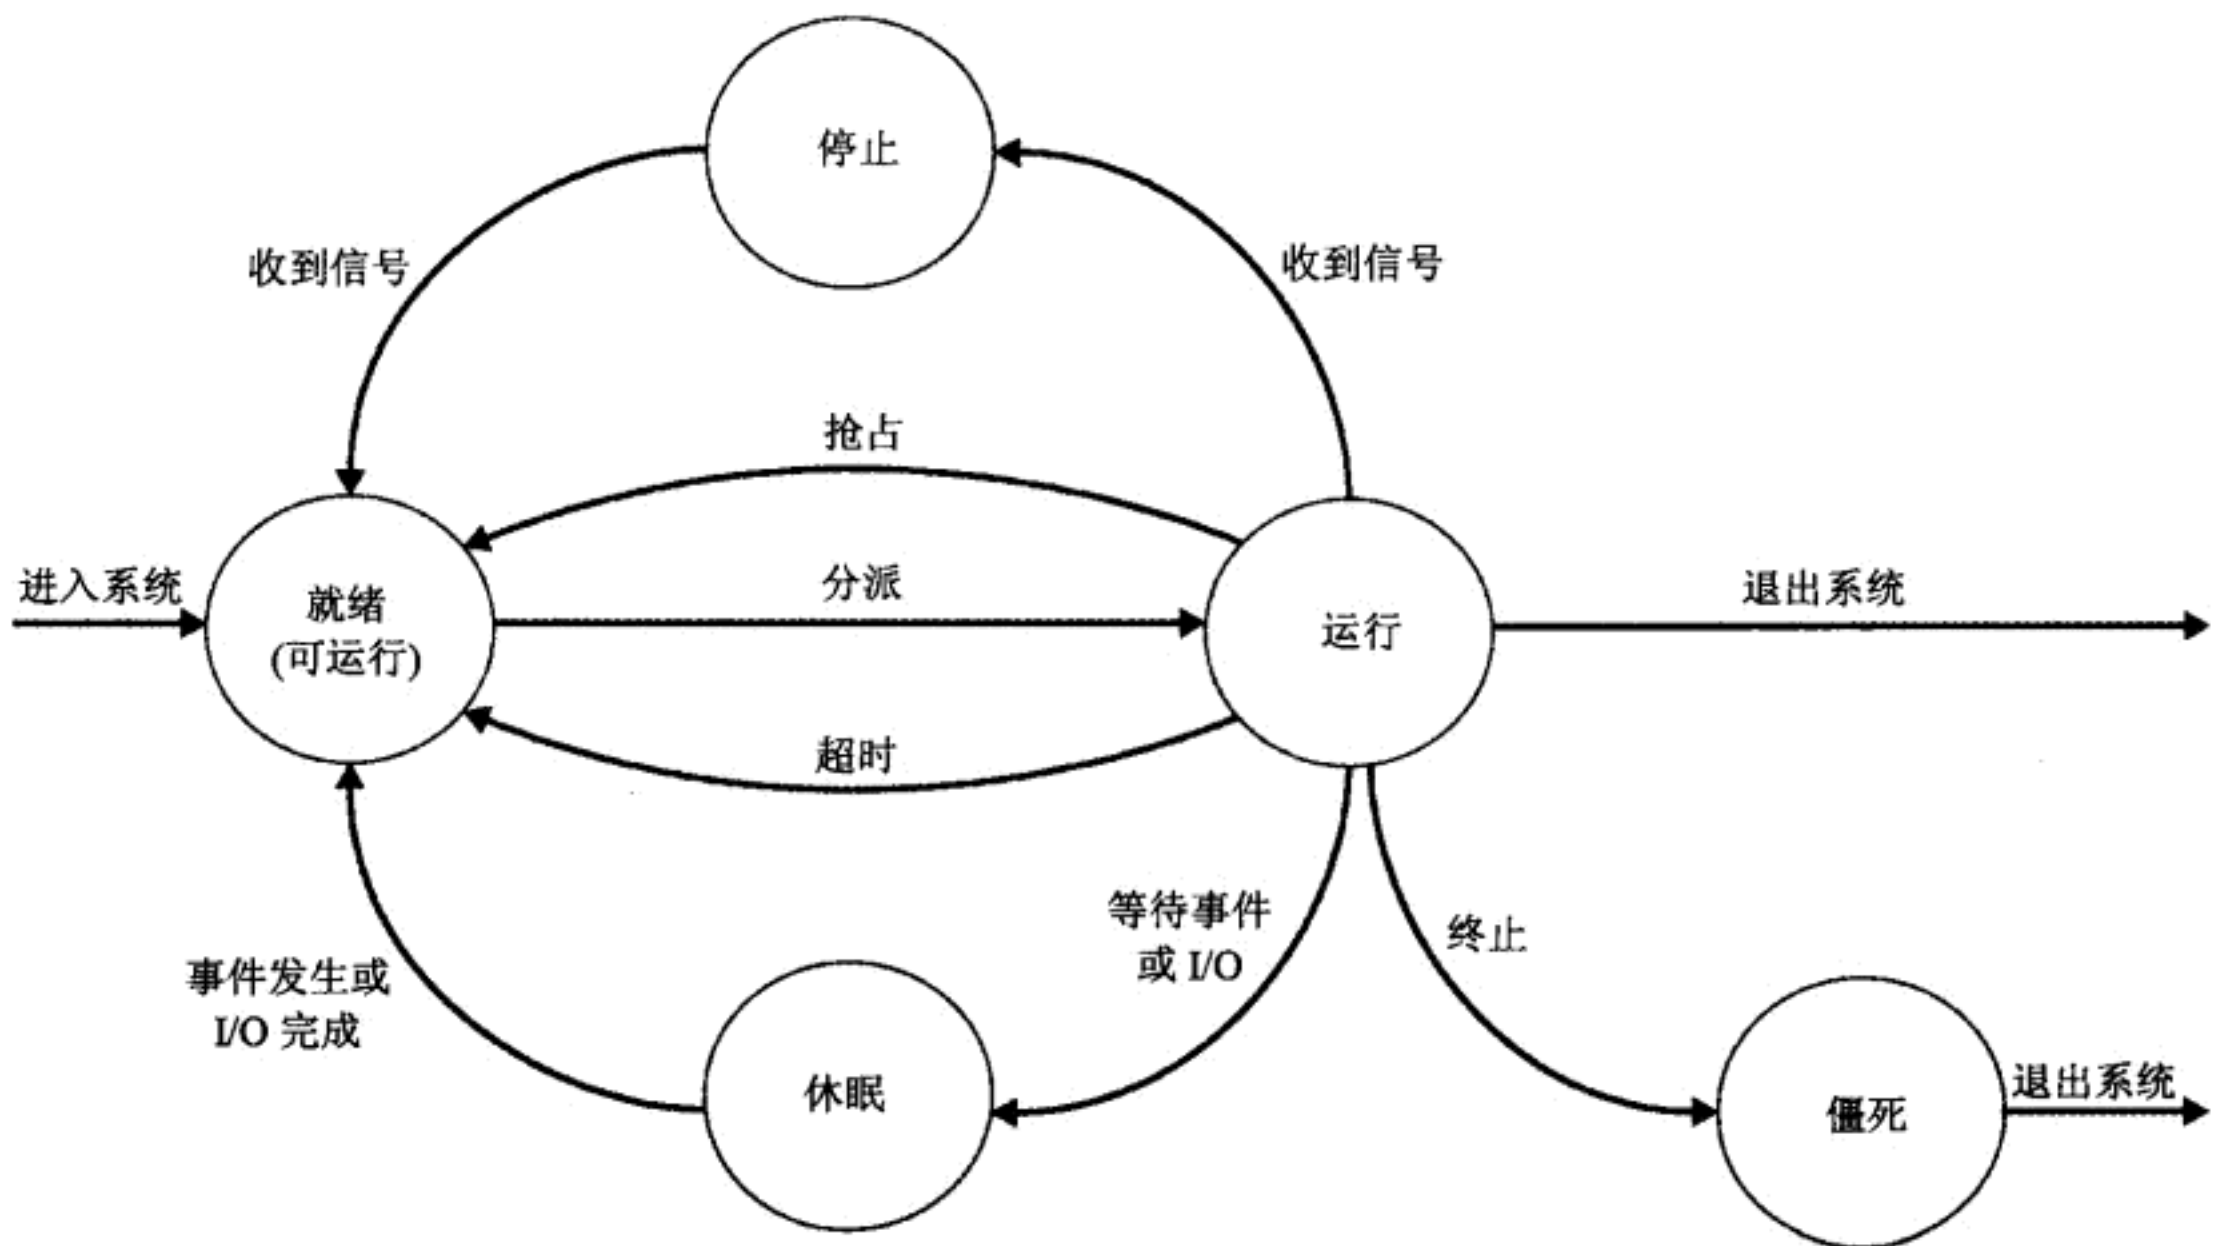 停止
收到信号
收到信号
抢占
进入系统
就绪
(可运行)
分派
运行
退出系统
超时
等待事件
或 I/O
终止
事件发生或
I/O 完成
休眠
僵死
退出系统